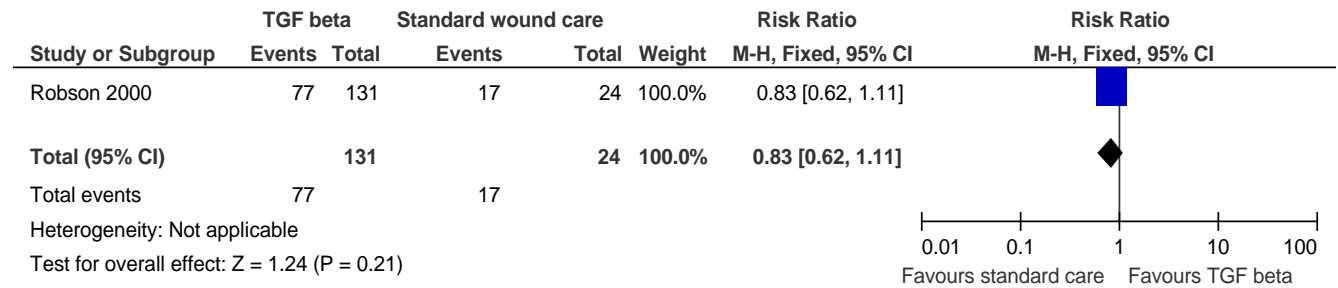 TGF beta Standard wound care Risk Ratio Risk Ratio
Study or Subgroup Events Total Events Total Weight M-H, Fixed, 95% CI M-H, Fixed, 95% CI
Robson 2000 77 131 17 24 100.0% 0.83 [0.62, 1.11]
Total (95% CI) 131 24 100.0% 0.83 [0.62, 1.11]
Total events 77 17
Heterogeneity: Not applicable
Test for overall effect: Z = 1.24 (P = 0.21)
0.01 0.1 1 10 100
Favours standard care Favours TGF beta